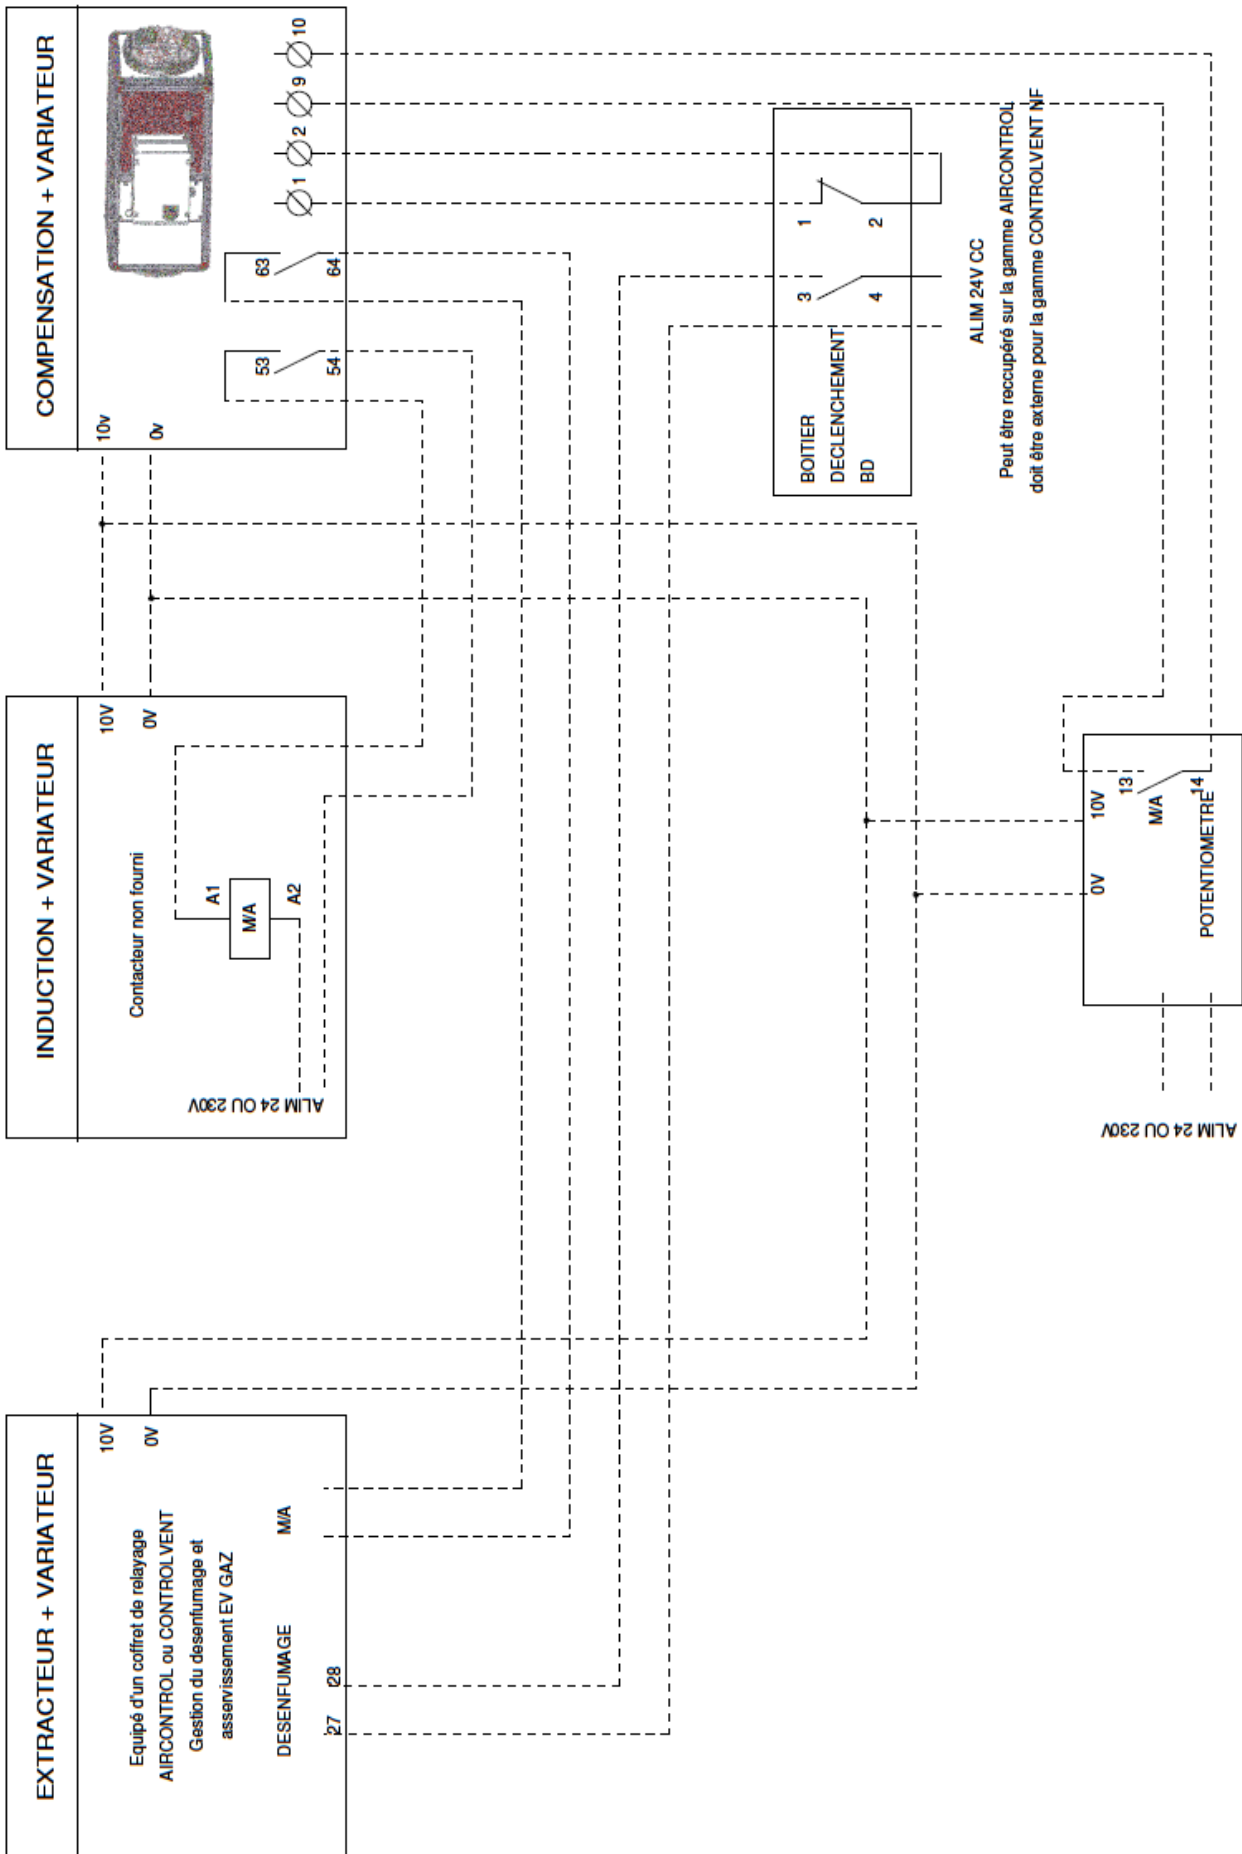 EXTRACTEUR + VARIATEUR
10V
0V
Equipé d'un coffret de relayage
AIRCONTROL ou CONTROLVENT
Gestion du desenfumage et
asservissement EV GAZ
DESENFUMAGE
M/A
27
28
INDUCTION + VARIATEUR
10V
0V
Contacteur non fourni
A1
M/A
A2
ALIM 24 OU 230V
COMPENSATION + VARIATEUR
10v
0v
53
54
63
64
1
2
9
10
BOITIER
DECLENCHEMENT
BD
3
4
1
2
ALIM 24V CC
Peut être reccupéré sur la gamme AIRCONTROL
doit être externe pour la gamme CONTROLVENT NF
0V
10V
13
M/A
14
POTENTIOMETRE
ALIM 24 OU 230V